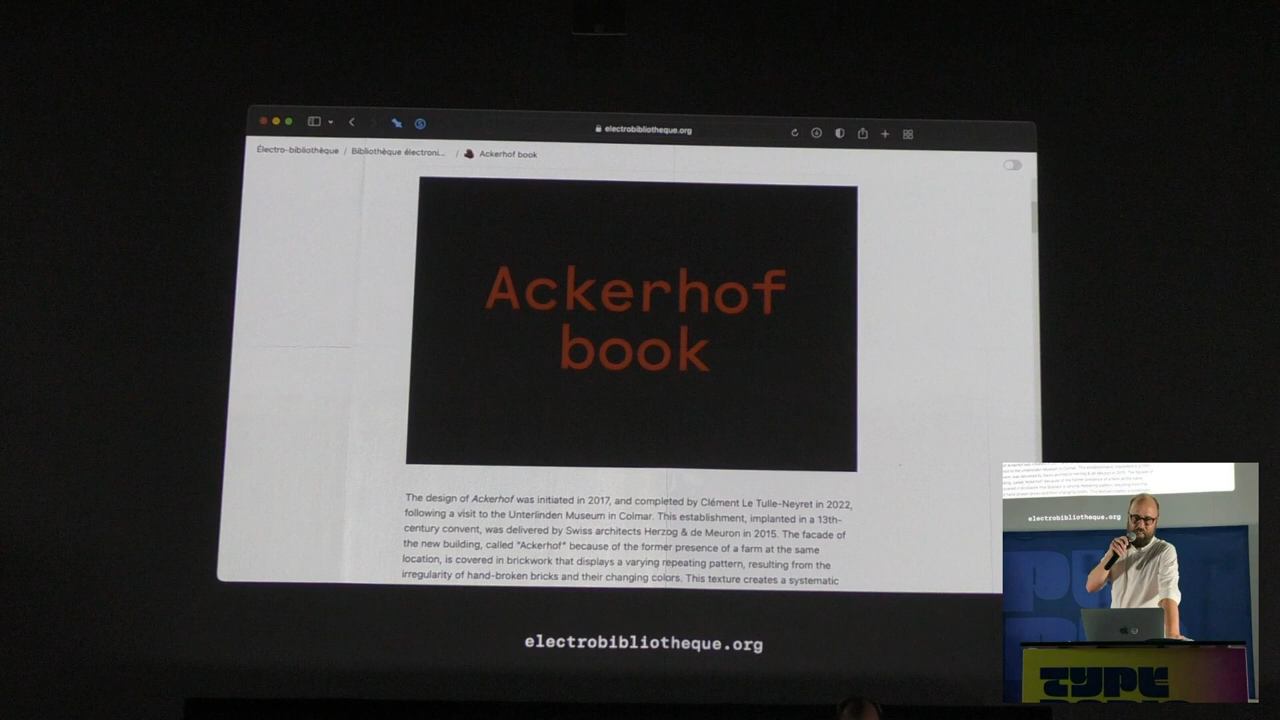 electrobibliotheque.org
Électro-bibliothèque / Bibliothèque électroni... / Ackerhof book
Ackerhof
book
The design of Ackerhof was initiated in 2017, and completed by Clément Le Tulle-Neyret in 2022,
following a visit to the Unterlinden Museum in Colmar. This establishment, implanted in a 13th-
century convent, was delivered by Swiss architects Herzog & de Meuron in 2015. The facade of
the new building, called "Ackerhof" because of the former presence of a farm at the same
location, is covered in brickwork that displays a varying repeating pattern, resulting from the
irregularity of hand-broken bricks and their changing colors. This texture creates a systematic
electrobibliotheque.org
electrobibliotheque.org
TYPE